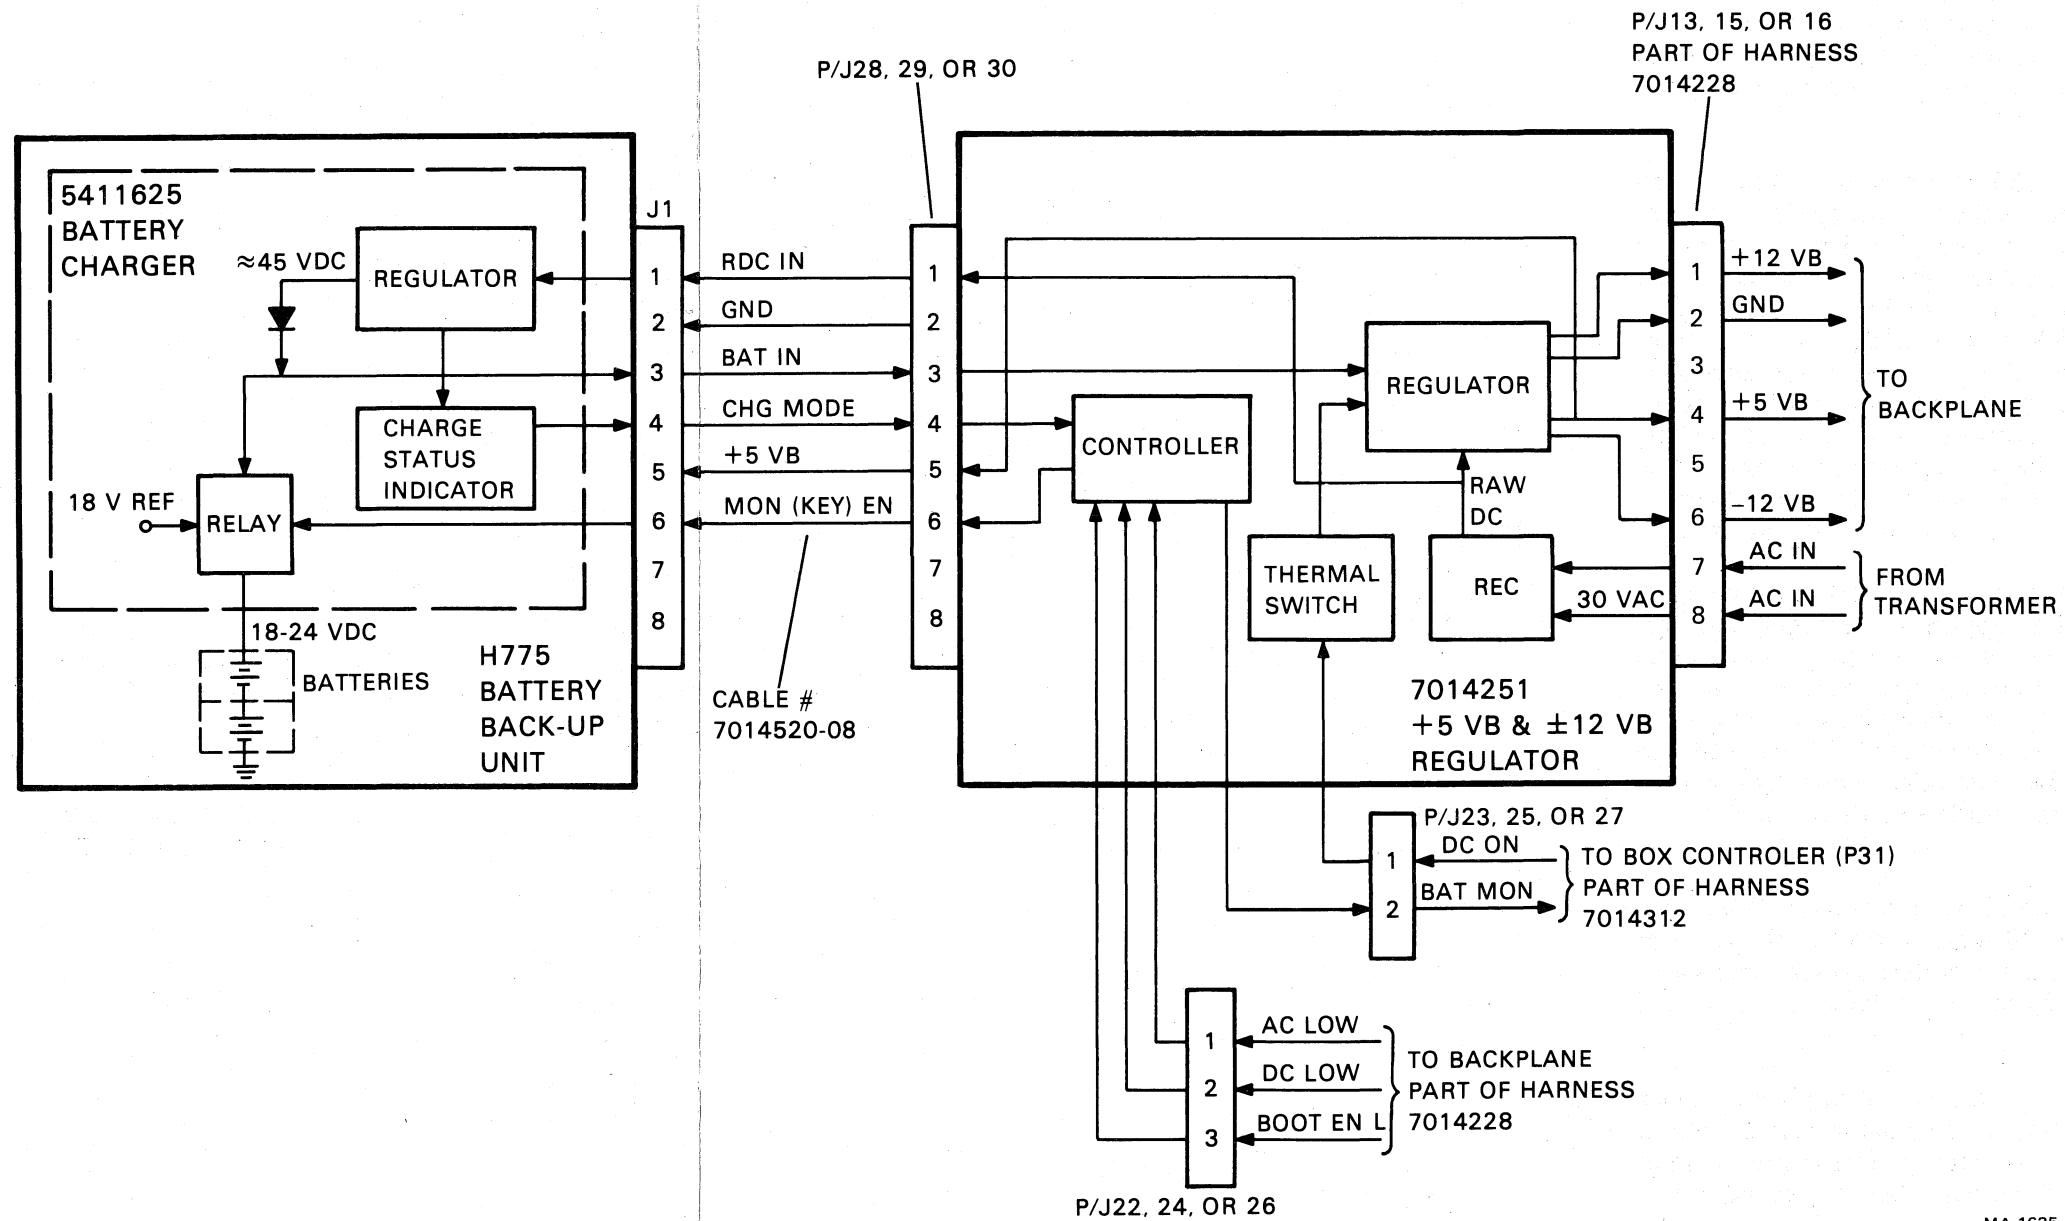 P/J13, 15, OR 16
PART OF HARNESS
7014228
P/J28, 29, OR 30
5411625
BATTERY
CHARGER
≈45 VDC
REGULATOR
CHARGE
STATUS
INDICATOR
18 V REF
RELAY
18-24 VDC
BATTERIES
H775
BATTERY
BACK-UP
UNIT
J1
1
2
3
4
5
6
7
8
RDC IN
GND
BAT IN
CHG MODE
+5 VB
MON (KEY) EN
CABLE #
7014520-08
1
2
3
4
5
6
7
8
CONTROLLER
REGULATOR
RAW
DC
THERMAL
SWITCH
REC
30 VAC
7014251
+5 VB & ±12 VB
REGULATOR
1
2
3
4
5
6
7
8
+12 VB
GND
+5 VB
−12 VB
TO
BACKPLANE
AC IN
AC IN
FROM
TRANSFORMER
P/J23, 25, OR 27
1
2
DC ON
BAT MON
TO BOX CONTROLER (P31)
PART OF HARNESS
7014312
1
2
3
AC LOW
DC LOW
BOOT EN L
TO BACKPLANE
PART OF HARNESS
7014228
P/J22, 24, OR 26